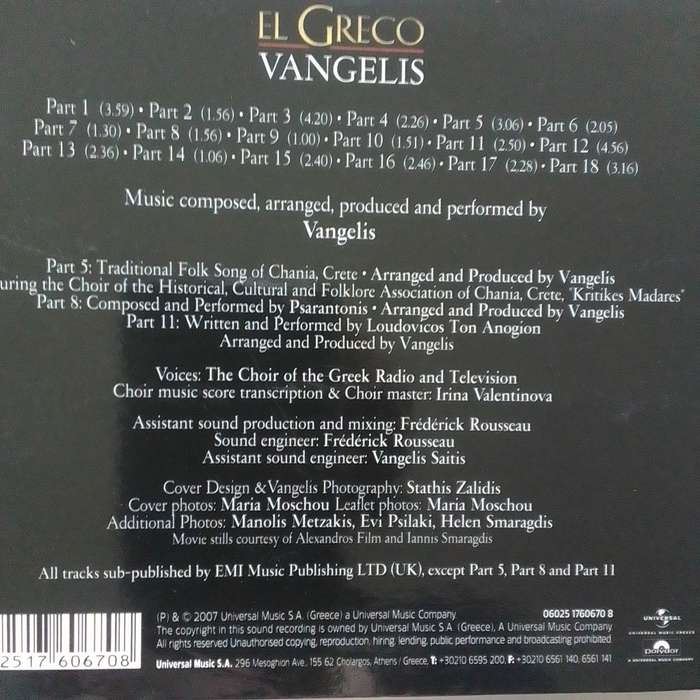 EL GRECO
VANGELIS
Part 1 (3.59) • Part 2 (1.56) • Part 3 (4.20) • Part 4 (2.26) • Part 5 (3.06) • Part 6 (2.05)
Part 7 (1.30) • Part 8 (1.56) • Part 9 (1.00) • Part 10 (1.51) • Part 11 (2.50) • Part 12 (4.56)
Part 13 (2.36) • Part 14 (1.06) • Part 15 (2.40) • Part 16 (2.46) • Part 17 (2.28) • Part 18 (3.16)
Music composed, arranged, produced and performed by
Vangelis
Part 5: Traditional Folk Song of Chania, Crete • Arranged and Produced by Vangelis
uring the Choir of the Historical, Cultural and Folklore Association of Chania, Crete, "Kritikes Madares"
Part 8: Composed and Performed by Psarantonis • Arranged and Produced by Vangelis
Part 11: Written and Performed by Loudovicos Ton Anogion
Arranged and Produced by Vangelis
Voices: The Choir of the Greek Radio and Television
Choir music score transcription & Choir master: Irina Valentinova
Assistant sound production and mixing: Frédérick Rousseau
Sound engineer: Frédérick Rousseau
Assistant sound engineer: Vangelis Saitis
Cover Design & Vangelis Photography: Stathis Zalidis
Cover photos: Maria Moschou Leaflet photos: Maria Moschou
Additional Photos: Manolis Metzakis, Evi Psilaki, Helen Smaragdis
Movie stills courtesy of Alexandros Film and Iannis Smaragdis
All tracks sub-published by EMI Music Publishing LTD (UK), except Part 5, Part 8 and Part 11
(P) & © 2007 Universal Music S.A. (Greece) a Universal Music Company. 06025 1760670 8
The copyright in this sound recording is owned by Universal Music S.A. (Greece), A Universal Music Company
All rights reserved Unauthorised copying, reproduction, hiring, lending, public performance and broadcasting prohibited.
Universal Music S.A. 296 Mesoghion Ave., 155 62 Cholargos, Athens / Greece, T: +30210 6595 200, F: +30210 6561 140, 6561 141
2517 606708
UNIVERSAL
UNIVERSAL GREECE
polydor
A UNIVERSAL MUSIC COMPANY